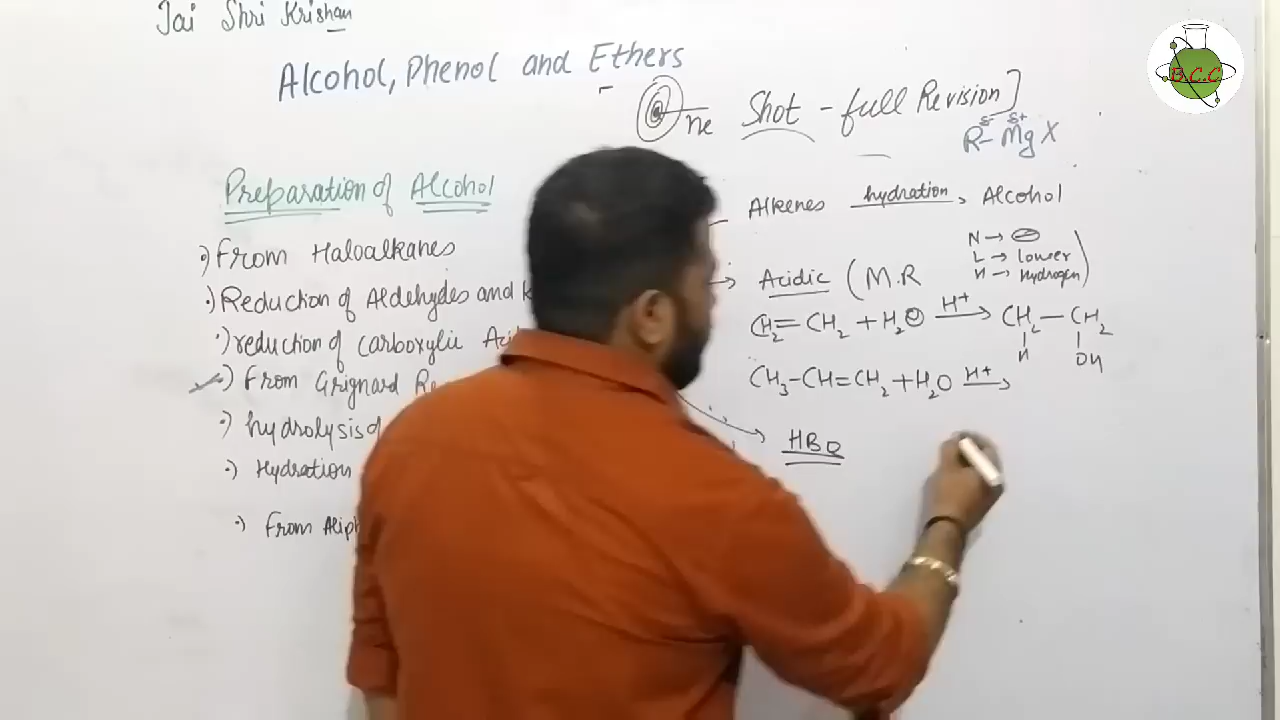 Jai Shri Krishan
Alcohol, Phenol and Ethers
One Shot - full Revision]
δ- δ+
R-MgX
Preparation of Alcohol
•) From Haloalkanes
•) Reduction of Aldehydes and
•) reduction of carboxylic
•) From Grignard
•) hydrolysis of
•) Hydration
•) From
Alkenes hydration → Alcohol
N → ⊖
L → lower
H → Hydrogen
→ Acidic (M.R
CH2=CH2 + H2O H+ → CH2-CH2
H OH
CH3-CH=CH2 + H2O H+ →
HBO
B.C.C